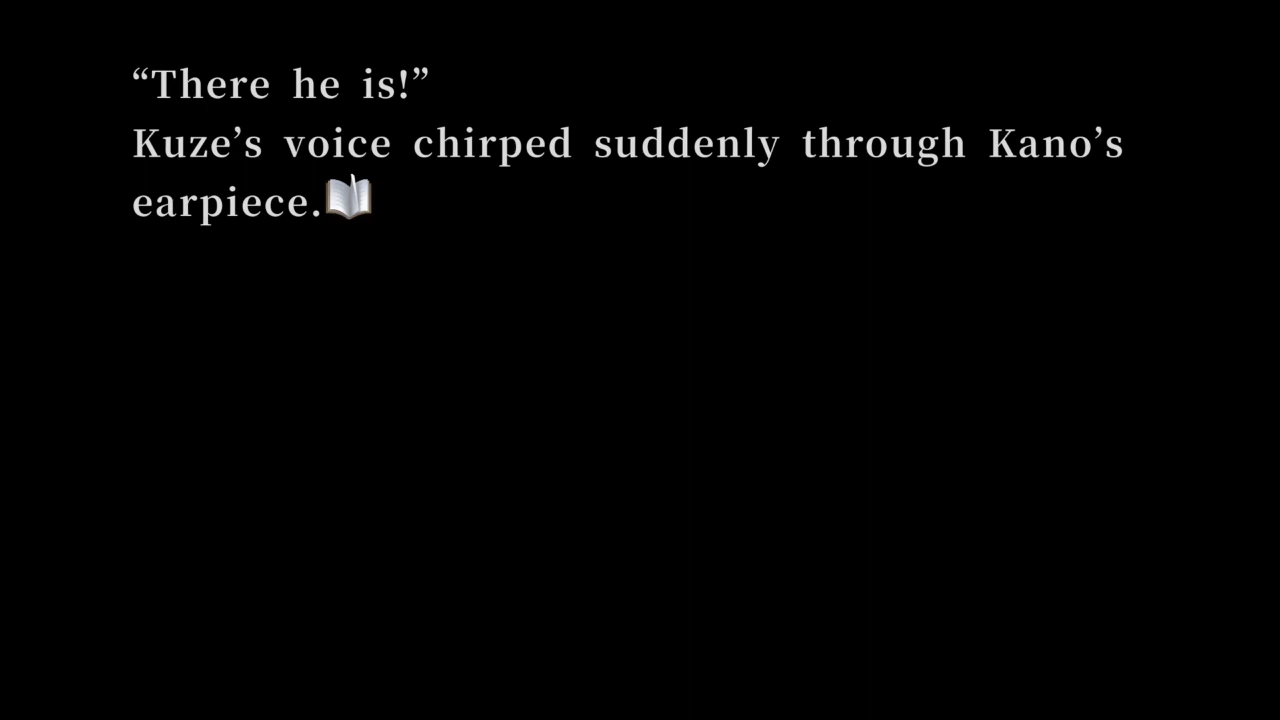 “There he is!”
Kuze’s voice chirped suddenly through Kano’s
earpiece.